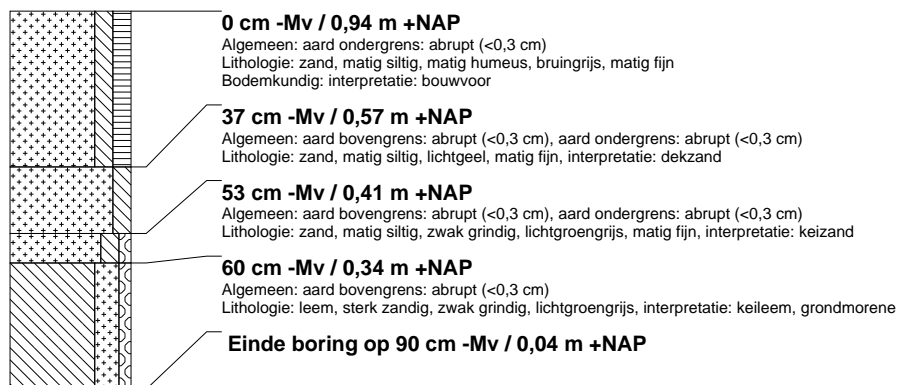 0 cm -Mv / 0,94 m +NAP
Algemeen: aard ondergrens: abrupt (<0,3 cm)
Lithologie: zand, matig siltig, matig humeus, bruingrijs, matig fijn
Bodemkundig: interpretatie: bouwvoor
37 cm -Mv / 0,57 m +NAP
Algemeen: aard bovengrens: abrupt (<0,3 cm), aard ondergrens: abrupt (<0,3 cm)
Lithologie: zand, matig siltig, lichtgeel, matig fijn, interpretatie: dekzand
53 cm -Mv / 0,41 m +NAP
Algemeen: aard bovengrens: abrupt (<0,3 cm), aard ondergrens: abrupt (<0,3 cm)
Lithologie: zand, matig siltig, zwak grindig, lichtgroengrijs, matig fijn, interpretatie: keizand
60 cm -Mv / 0,34 m +NAP
Algemeen: aard bovengrens: abrupt (<0,3 cm)
Lithologie: leem, sterk zandig, zwak grindig, lichtgroengrijs, interpretatie: keileem, grondmorene
Einde boring op 90 cm -Mv / 0,04 m +NAP